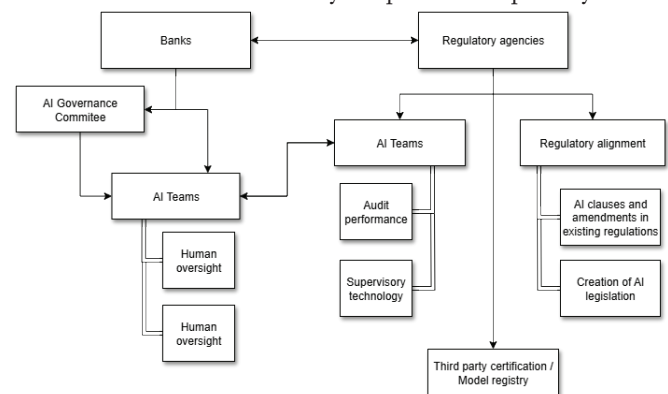 Banks
Regulatory agencies
AI Governance
Commitee
AI Teams
Regulatory alignment
AI Teams
Audit
performance
AI clauses and
amendments in
existing regulations
Human
oversight
Supervisory
technology
Creation of AI
legislation
Human
oversight
Third party certification /
Model registry